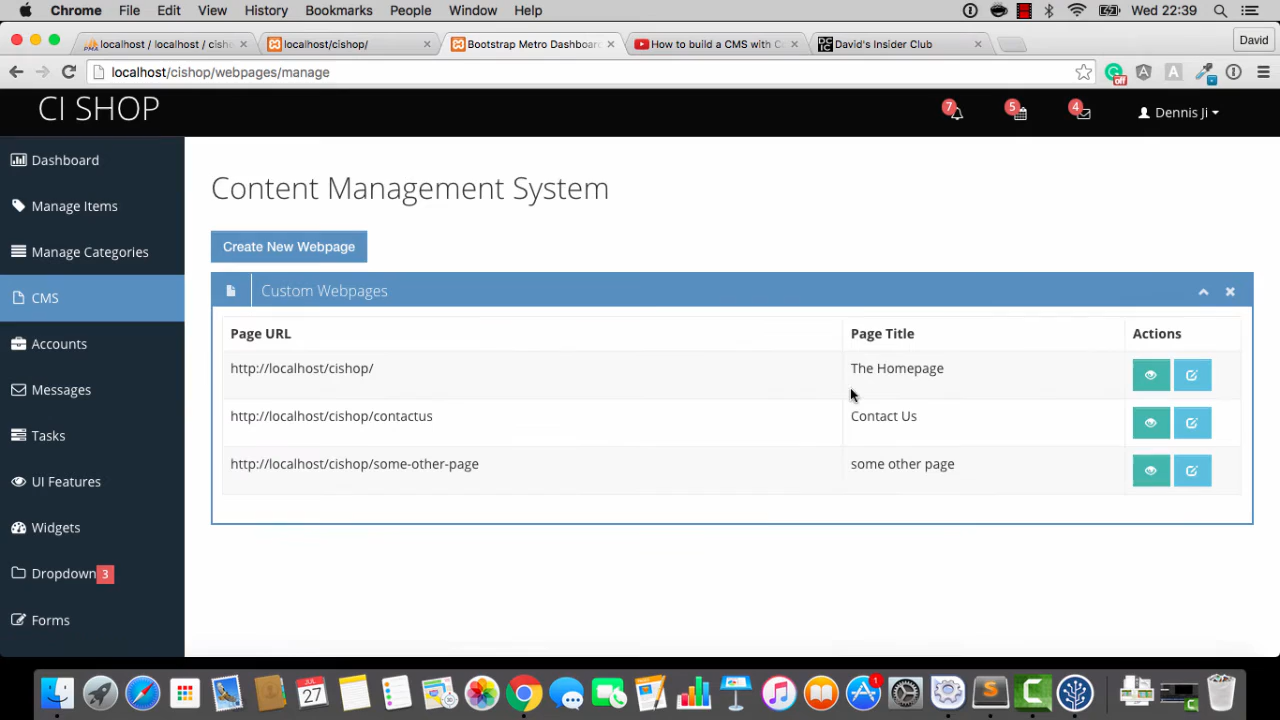 Chrome File Edit View History Bookmarks People Window Help Wed 22:39
localhost / localhost / cisho localhost/cishop/ Bootstrap Metro Dashboar How to build a CMS with C David's Insider Club David
localhost/cishop/webpages/manage
off
CI SHOP 7 5 4 Dennis Ji
Dashboard
Manage Items
Manage Categories
CMS
Accounts
Messages
Tasks
UI Features
Widgets
Dropdown 3
Forms
Content Management System
Create New Webpage
Custom Webpages
Page URL Page Title Actions
http://localhost/cishop/ The Homepage
http://localhost/cishop/contactus Contact Us
http://localhost/cishop/some-other-page some other page
JUL
27
1